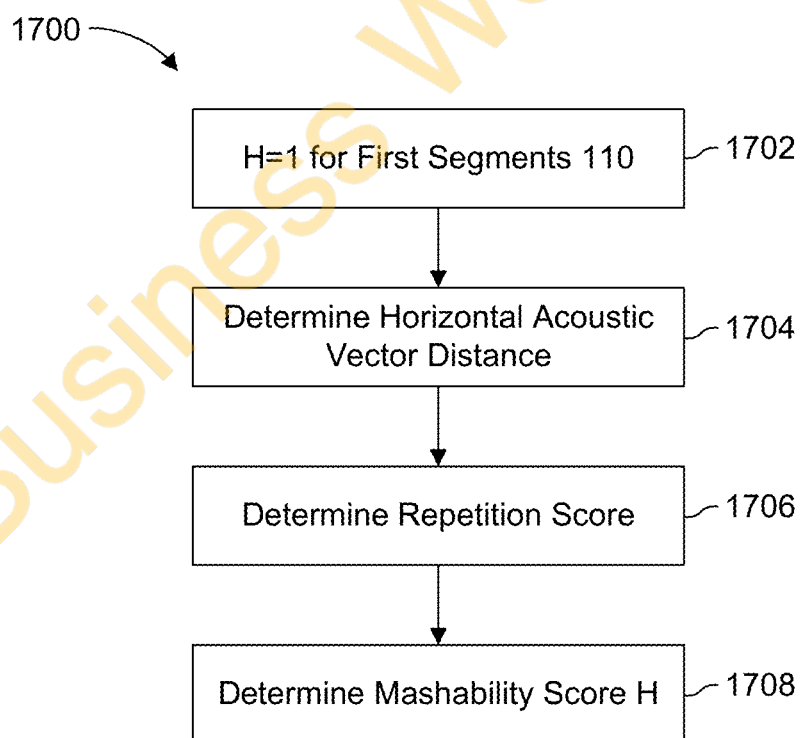 1700
H=1 for First Segments 110
1702
Determine Horizontal Acoustic
Vector Distance
1704
Determine Repetition Score
1706
Determine Mashability Score H
1708
Business